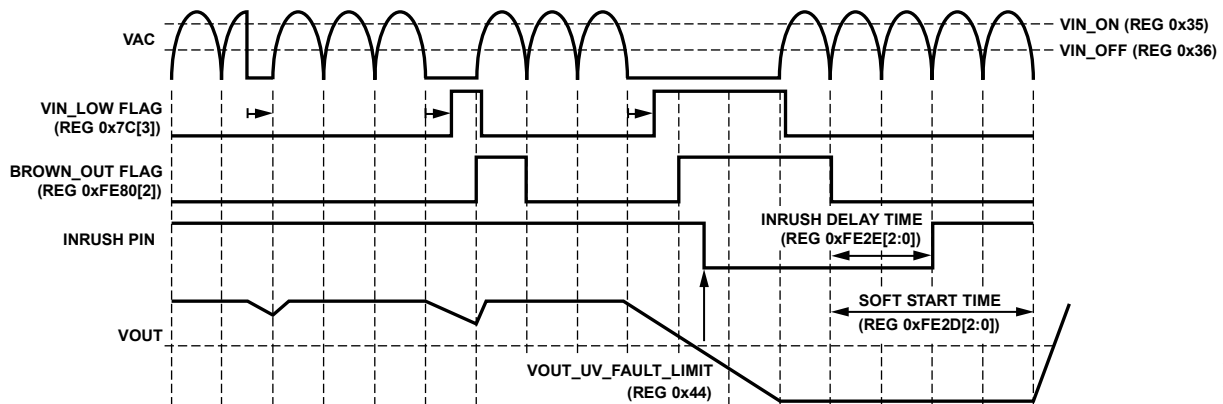 VAC
VIN_ON (REG 0x35)
VIN_OFF (REG 0x36)
VIN_LOW FLAG
(REG 0x7C[3])
BROWN_OUT FLAG
(REG 0xFE80[2])
INRUSH PIN
INRUSH DELAY TIME
(REG 0xFE2E[2:0])
SOFT START TIME
(REG 0xFE2D[2:0])
VOUT
VOUT_UV_FAULT_LIMIT
(REG 0x44)